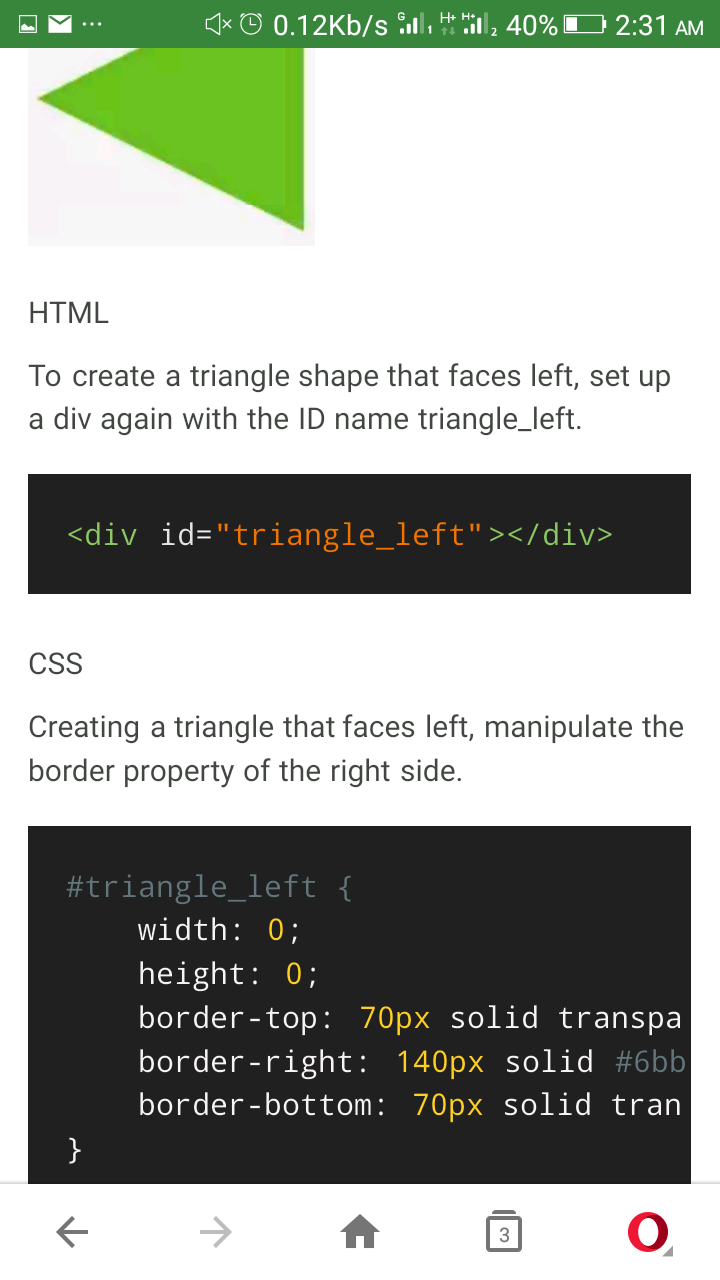 0.12Kb/s G 1 H+ H+ 2 40% 2:31 AM
HTML
To create a triangle shape that faces left, set up
a div again with the ID name triangle_left.
<div id="triangle_left"></div>
CSS
Creating a triangle that faces left, manipulate the
border property of the right side.
#triangle_left {
width: 0;
height: 0;
border-top: 70px solid transpa
border-right: 140px solid #6bb
border-bottom: 70px solid tran
}
3